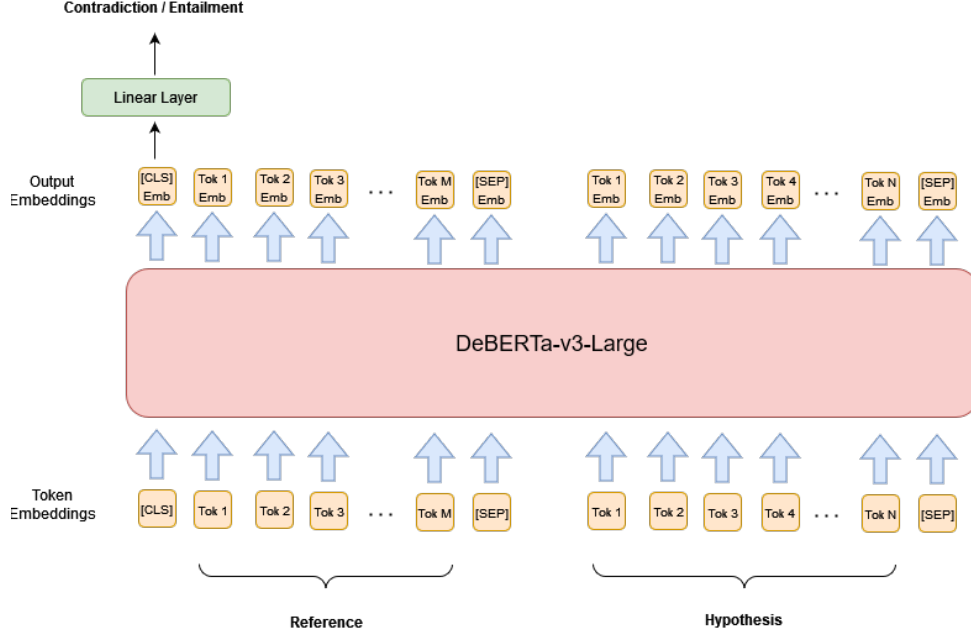 Contradiction / Entailment
Linear Layer
Output
Embeddings
[CLS]
Emb
Tok 1
Emb
Tok 2
Emb
Tok 3
Emb
...
Tok M
Emb
[SEP]
Emb
Tok 1
Emb
Tok 2
Emb
Tok 3
Emb
Tok 4
Emb
...
Tok N
Emb
[SEP]
Emb
DeBERTa-v3-Large
Token
Embeddings
[CLS]
Tok 1
Tok 2
Tok 3
...
Tok M
[SEP]
Tok 1
Tok 2
Tok 3
Tok 4
...
Tok N
[SEP]
Reference
Hypothesis